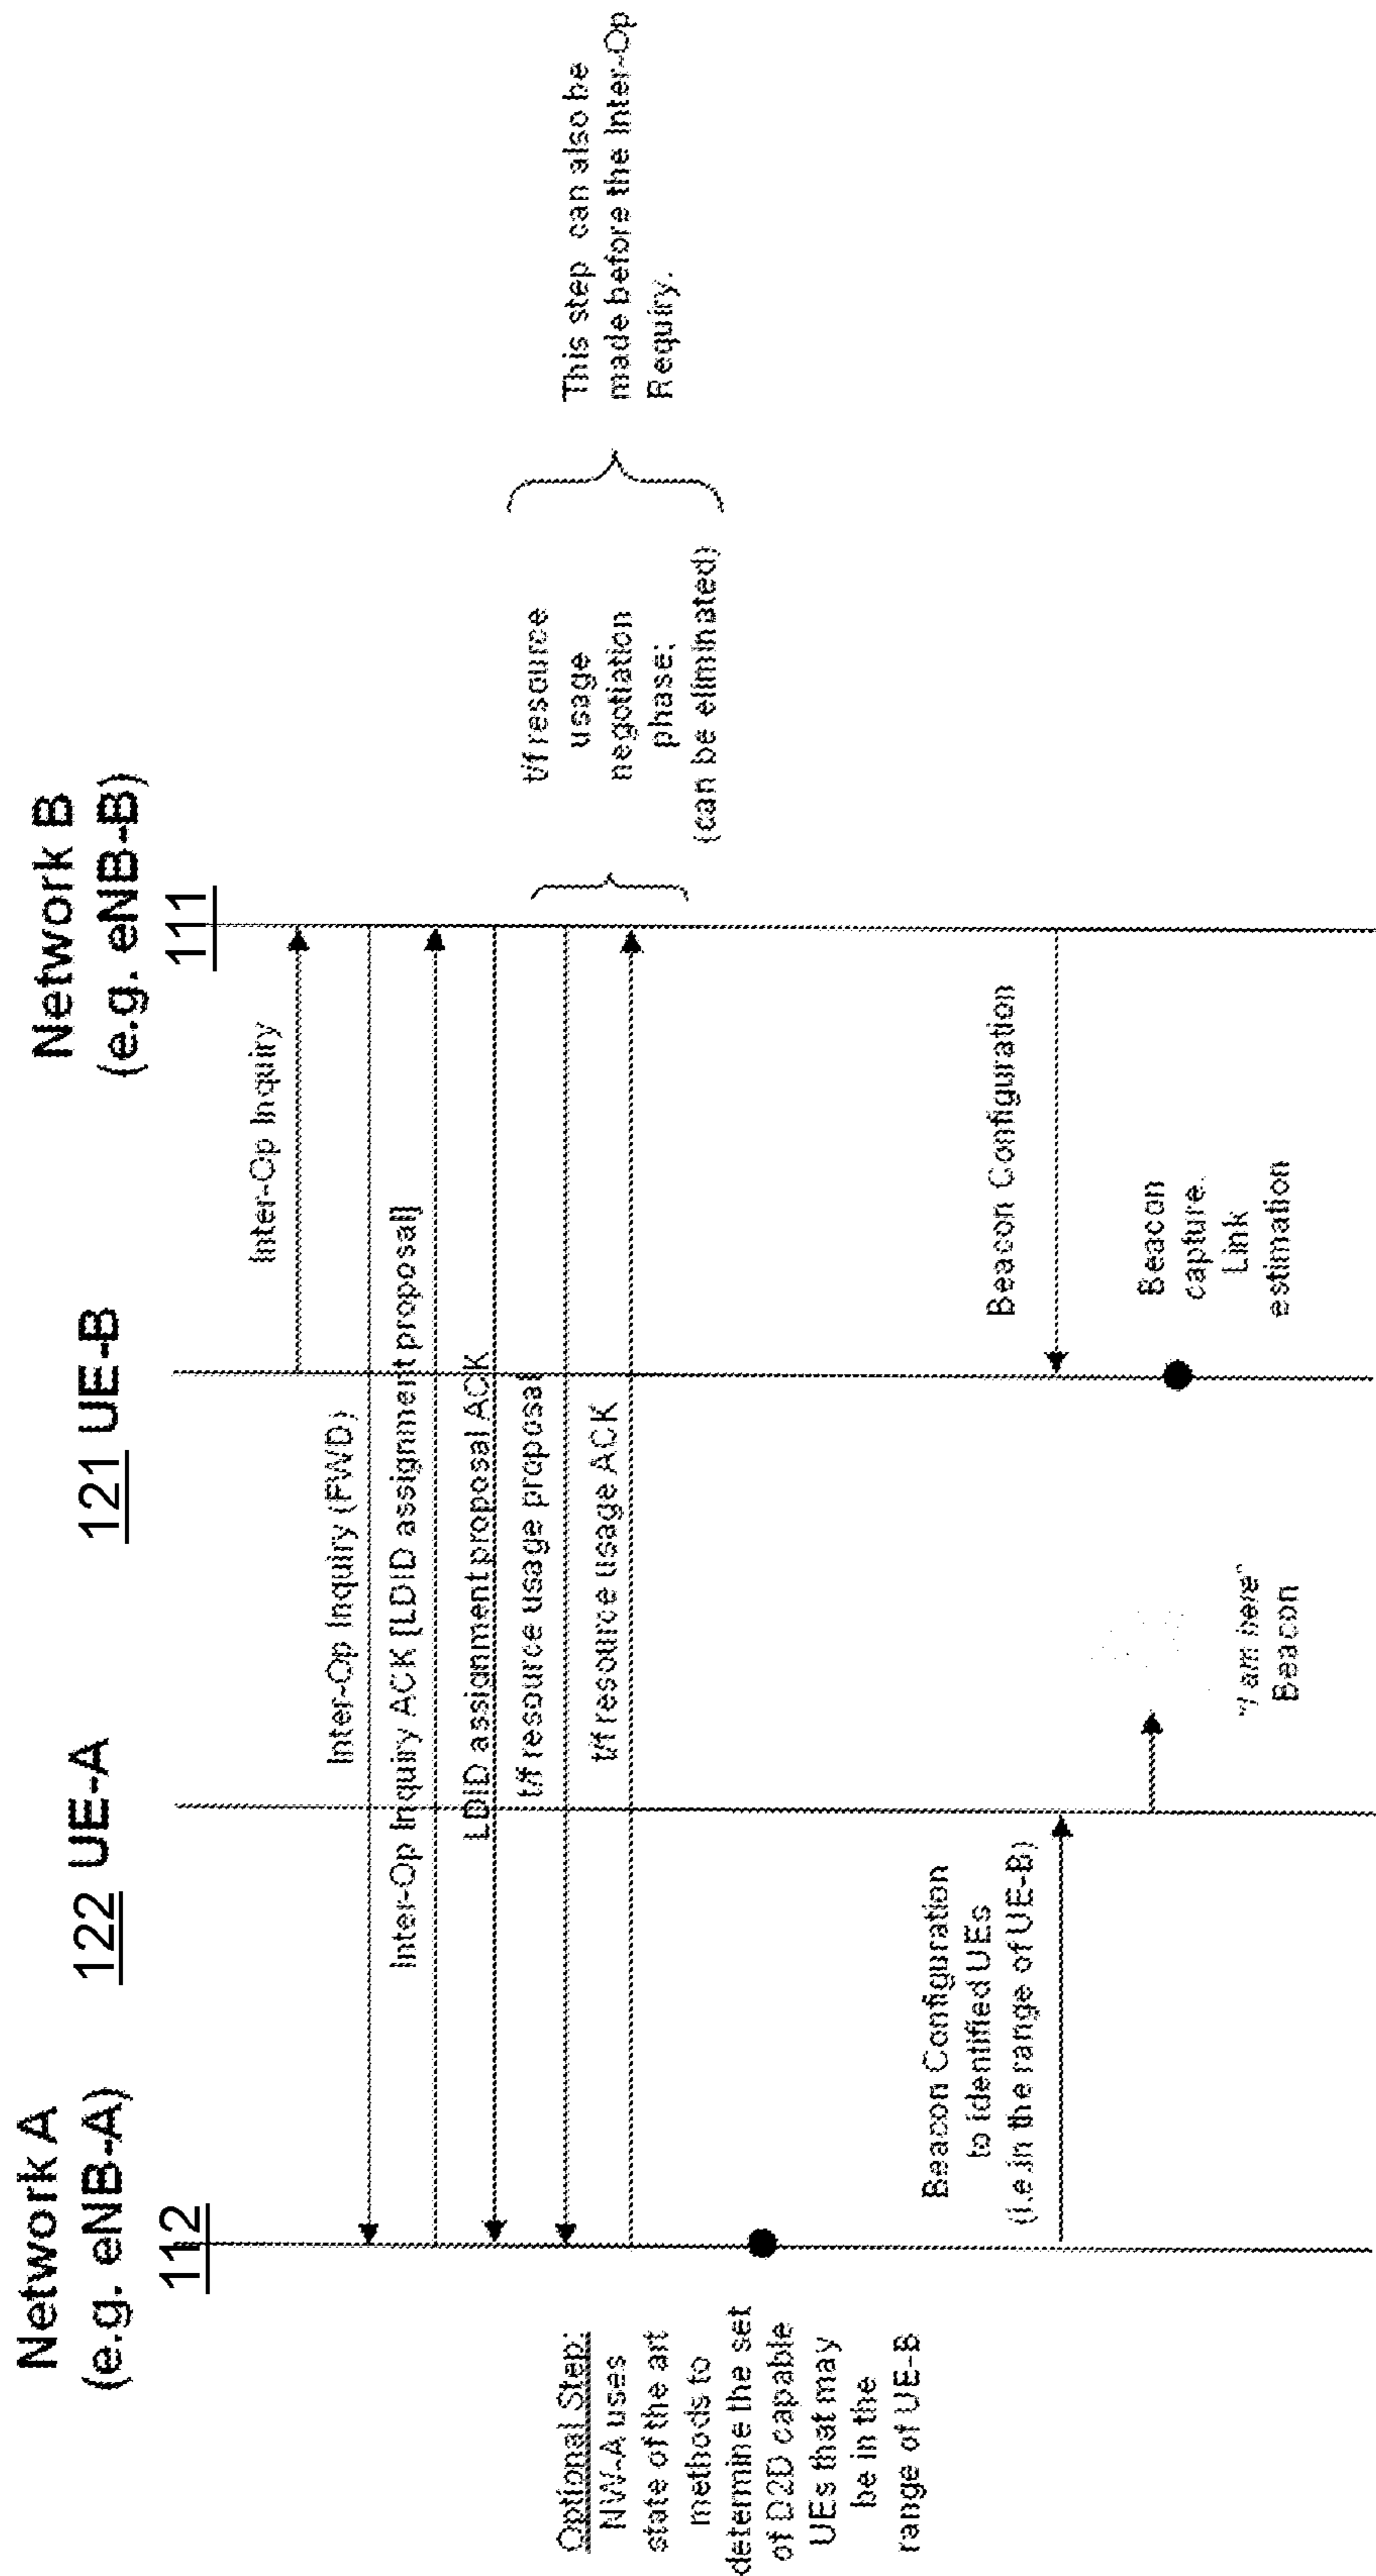 Network A
(e.g. eNB-A)
112
122 UE-A
121 UE-B
Network B
(e.g. eNB-B)
111
Inter-Op Inquiry
Inter-Op Inquiry (FWD)
Inter-Op Inquiry ACK [LDID assignment proposal]
LDID assignment proposal ACK
t/f resource usage proposal
t/f resource usage ACK
t/f resource
usage
negotiation
phase;
(can be eliminated)
This step can also be
made before the Inter-Op
Requiry.
Optional Step:
NW-A uses
state of the art
methods to
determine the set
of D2D capable
UEs that may
be in the
range of UE-B
Beacon Configuration
to identified UEs
(i.e.in the range of UE-B)
Beacon Configuration
"I am here"
Beacon
Beacon
capture.
Link
estimation